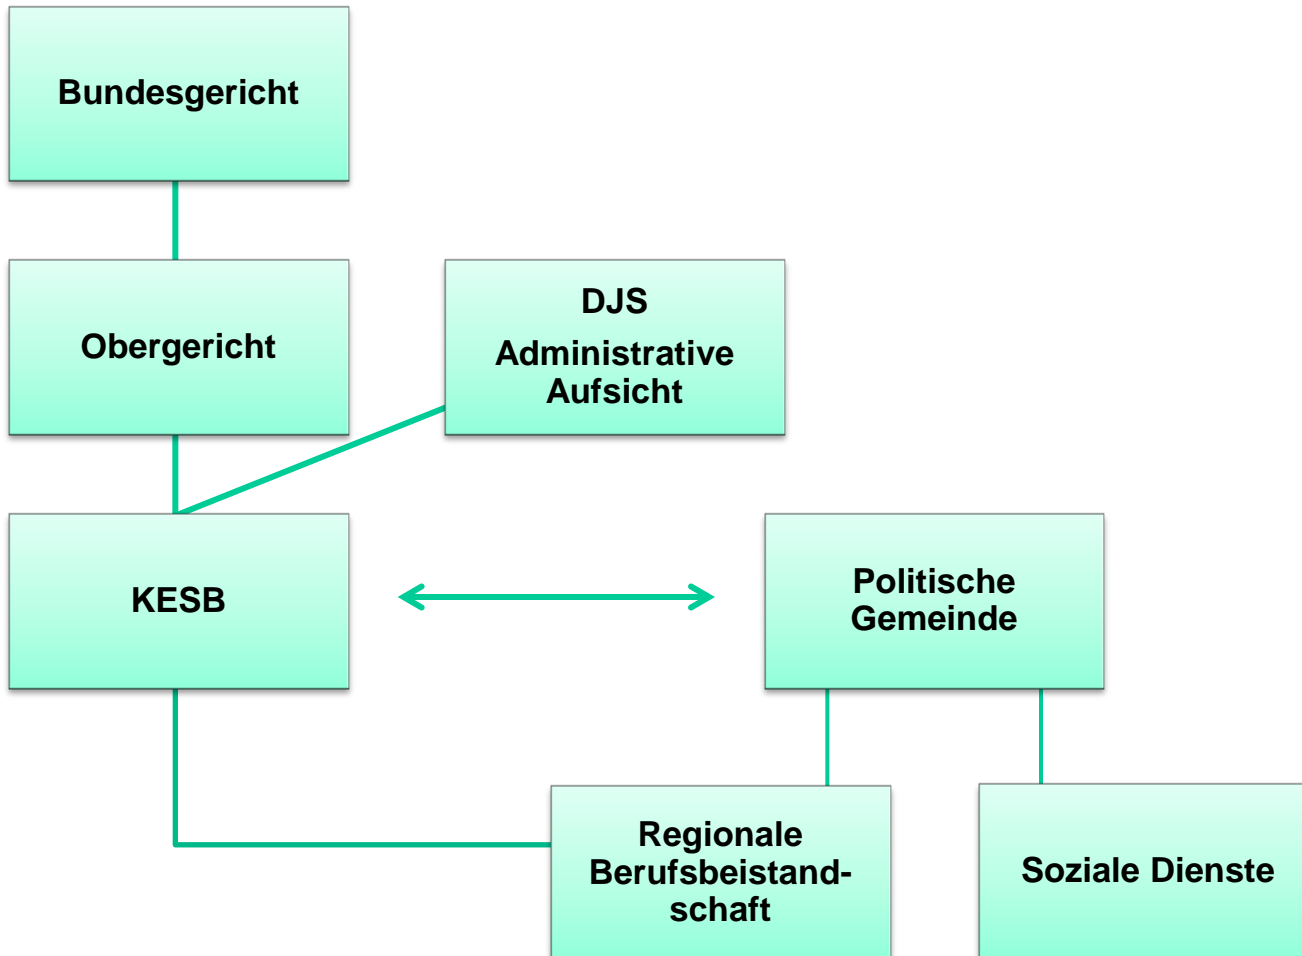 Bundesgericht
Obergericht
DJS
Administrative
Aufsicht
KESB
Politische
Gemeinde
Regionale
Berufsbeistand-
schaft
Soziale Dienste